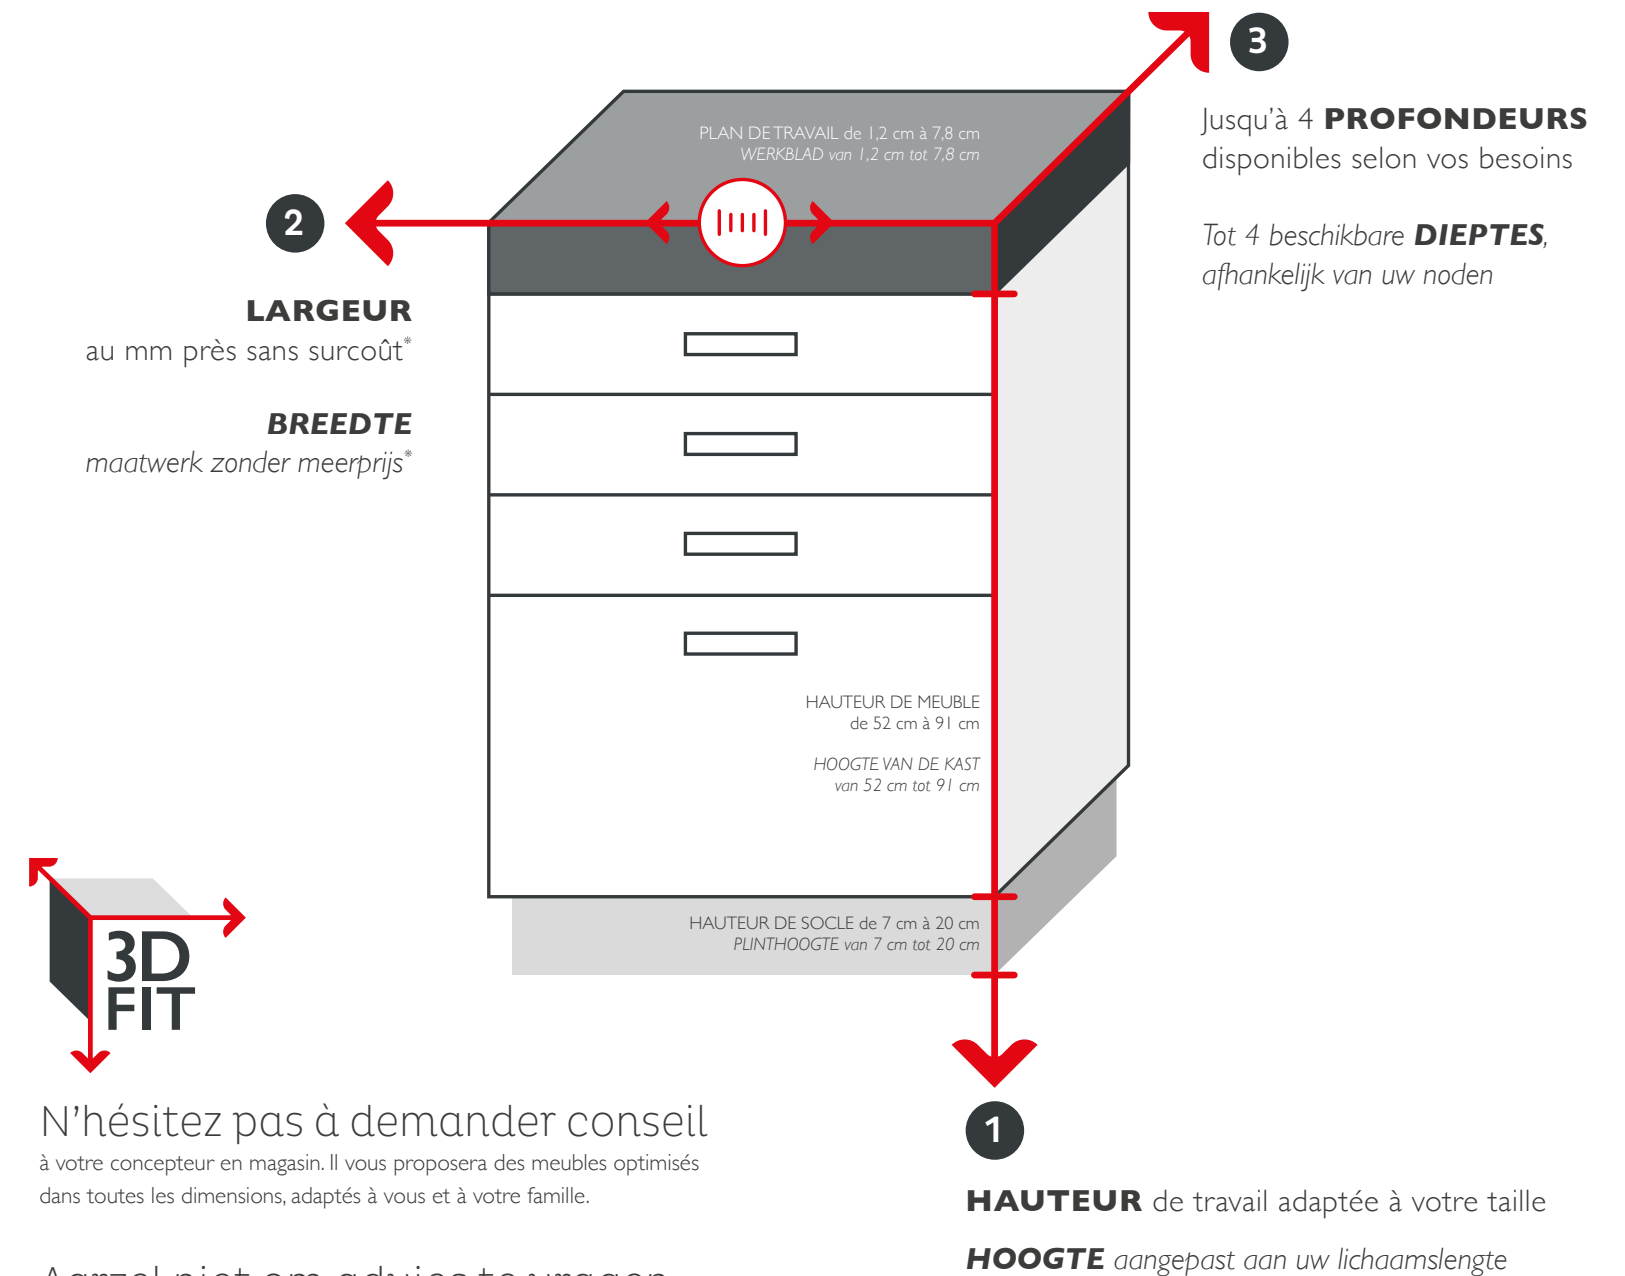 3
Jusqu'à 4 PROFONDEURS
disponibles selon vos besoins
Tot 4 beschikbare DIEPTES,
afhankelijk van uw noden
PLAN DE TRAVAIL de 1,2 cm à 7,8 cm
WERKBLAD van 1,2 cm tot 7,8 cm
2
LARGEUR
au mm près sans surcoût*
BREEDTE
maatwerk zonder meerprijs*
HAUTEUR DE MEUBLE
de 52 cm à 91 cm
HOOGTE VAN DE KAST
van 52 cm tot 91 cm
HAUTEUR DE SOCLE de 7 cm à 20 cm
PLINTHOOGTE van 7 cm tot 20 cm
3D
FIT
N'hésitez pas à demander conseil
à votre concepteur en magasin. Il vous proposera des meubles optimisés
dans toutes les dimensions, adaptés à vous et à votre famille.
Aarzel niet om advies te vragen
1
HAUTEUR de travail adaptée à votre taille
HOOGTE aangepast aan uw lichaamslengte